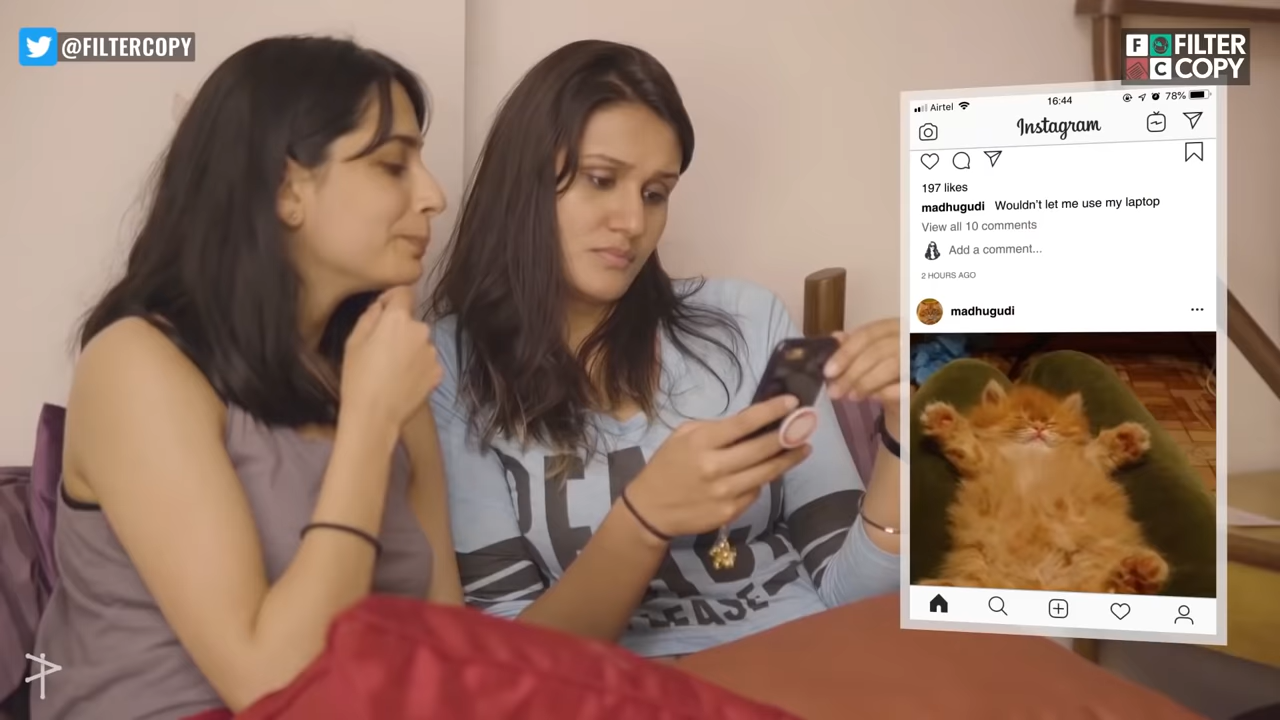 @FILTERCOPY
F FILTER
C COPY
Airtel 16:44 78%
Instagram
197 likes
madhugudi Wouldn't let me use my laptop
View all 10 comments
Add a comment...
2 HOURS AGO
madhugudi
PLEASE